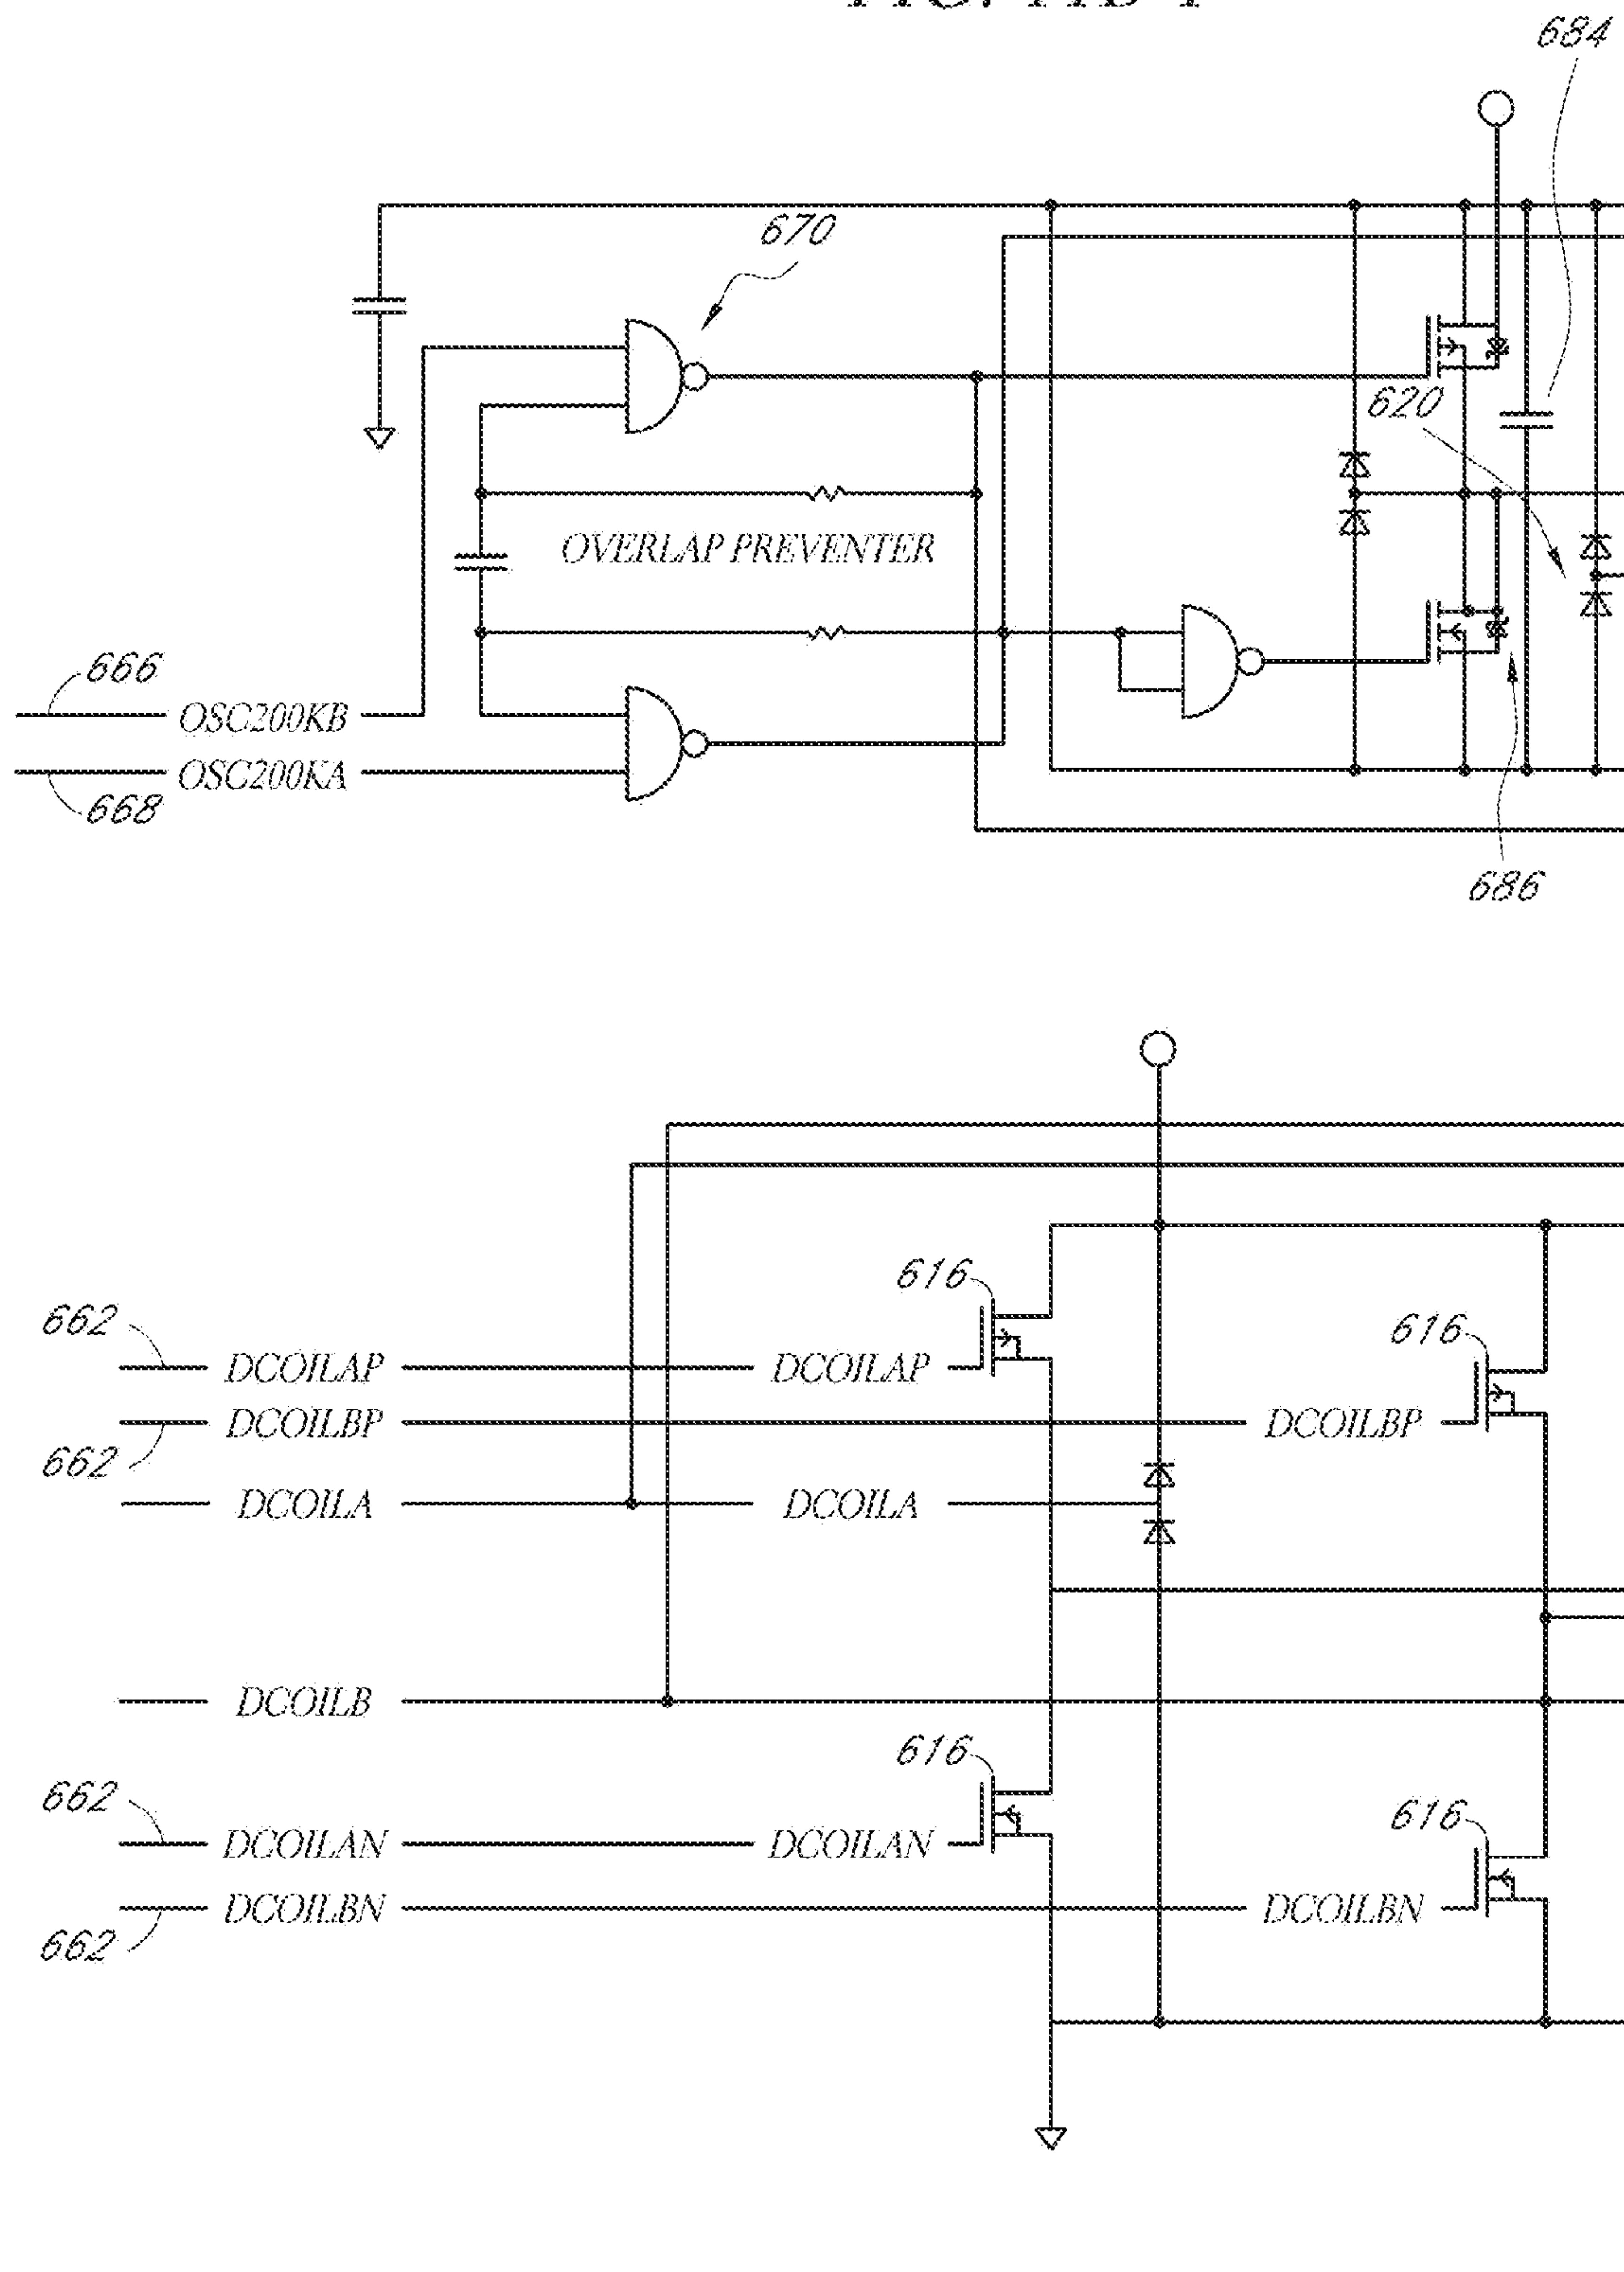 684
670
620
OVERLAP PREVENTER
666
OSC200KB
OSC200KA
668
686
616
662
DCOILAP
DCOILAP
616
DCOILBP
DCOILBP
662
DCOILA
DCOILA
DCOILB
616
662
DCOILAN
DCOILAN
616
DCOILBN
DCOILBN
662